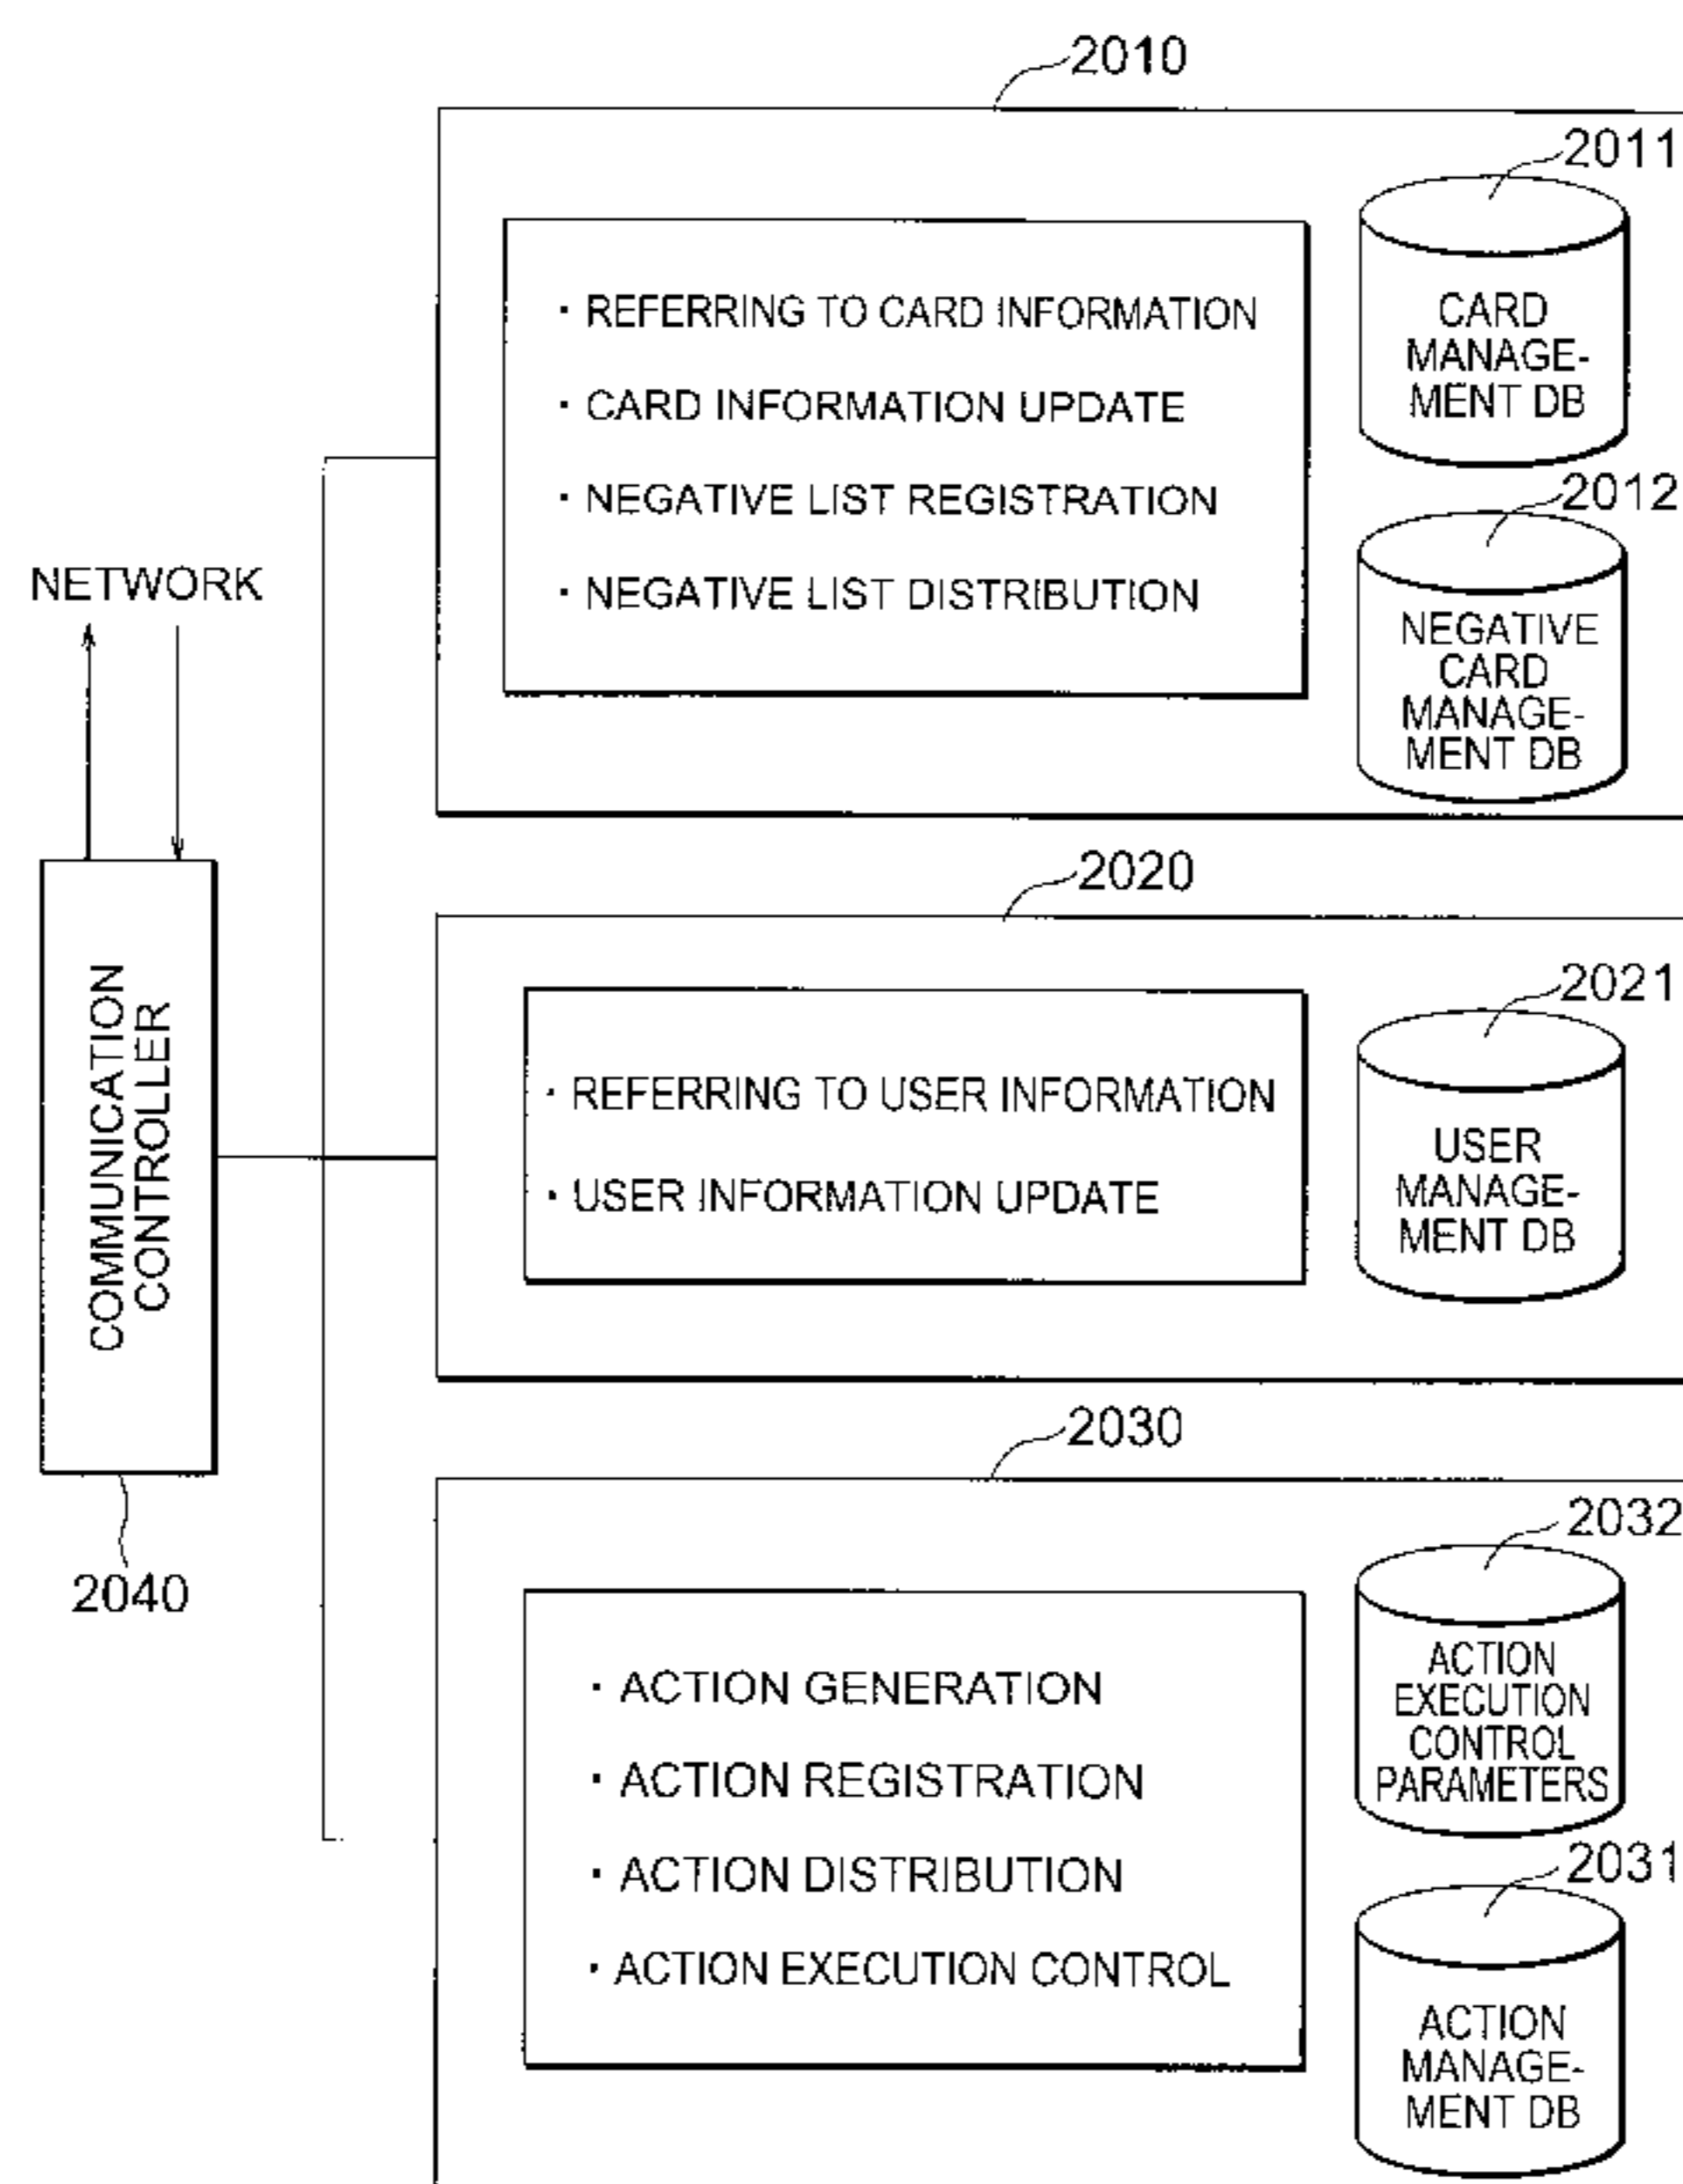 2010
2011
· REFERRING TO CARD INFORMATION
· CARD INFORMATION UPDATE
· NEGATIVE LIST REGISTRATION
· NEGATIVE LIST DISTRIBUTION
CARD
MANAGE-
MENT DB
2012
NEGATIVE
CARD
MANAGE-
MENT DB
NETWORK
COMMUNICATION
CONTROLLER
2040
2020
2021
· REFERRING TO USER INFORMATION
· USER INFORMATION UPDATE
USER
MANAGE-
MENT DB
2030
2032
· ACTION GENERATION
· ACTION REGISTRATION
· ACTION DISTRIBUTION
· ACTION EXECUTION CONTROL
ACTION
EXECUTION
CONTROL
PARAMETERS
2031
ACTION
MANAGE-
MENT DB